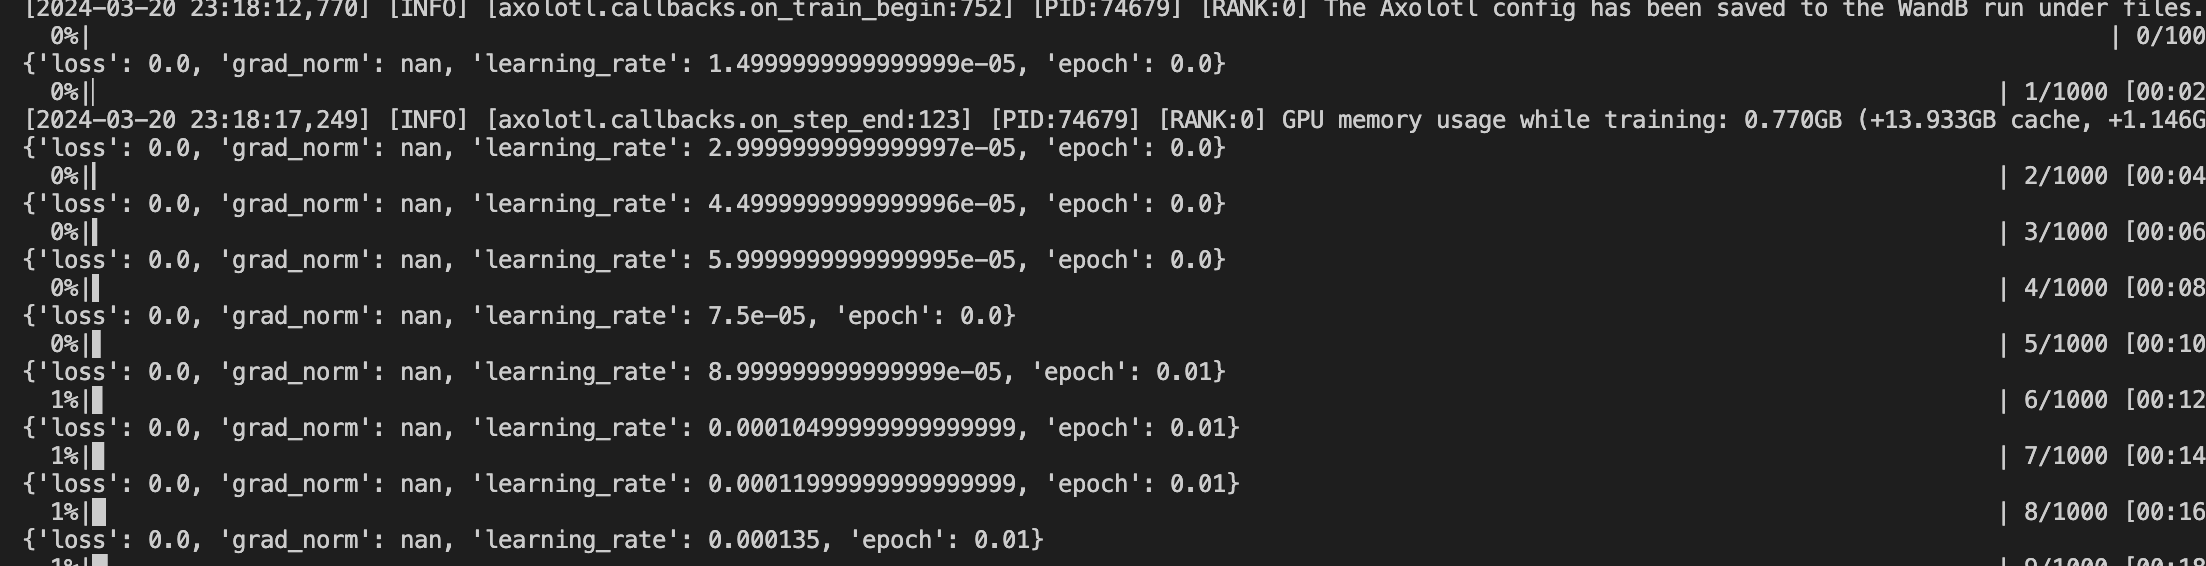 [2024-03-20 23:18:12,770] [INFO] [axolotl.callbacks.on_train_begin:752] [PID:74679] [RANK:0] The Axolotl config has been saved to the WandB run under files.
0%| | 0/100
{'loss': 0.0, 'grad_norm': nan, 'learning_rate': 1.4999999999999999e-05, 'epoch': 0.0}
0%| | 1/1000 [00:02
[2024-03-20 23:18:17,249] [INFO] [axolotl.callbacks.on_step_end:123] [PID:74679] [RANK:0] GPU memory usage while training: 0.770GB (+13.933GB cache, +1.146G
{'loss': 0.0, 'grad_norm': nan, 'learning_rate': 2.9999999999999997e-05, 'epoch': 0.0}
0%| | 2/1000 [00:04
{'loss': 0.0, 'grad_norm': nan, 'learning_rate': 4.4999999999999996e-05, 'epoch': 0.0}
0%| | 3/1000 [00:06
{'loss': 0.0, 'grad_norm': nan, 'learning_rate': 5.9999999999999995e-05, 'epoch': 0.0}
0%| | 4/1000 [00:08
{'loss': 0.0, 'grad_norm': nan, 'learning_rate': 7.5e-05, 'epoch': 0.0}
0%| | 5/1000 [00:10
{'loss': 0.0, 'grad_norm': nan, 'learning_rate': 8.999999999999999e-05, 'epoch': 0.01}
1%| | 6/1000 [00:12
{'loss': 0.0, 'grad_norm': nan, 'learning_rate': 0.00010499999999999999, 'epoch': 0.01}
1%| | 7/1000 [00:14
{'loss': 0.0, 'grad_norm': nan, 'learning_rate': 0.00011999999999999999, 'epoch': 0.01}
1%| | 8/1000 [00:16
{'loss': 0.0, 'grad_norm': nan, 'learning_rate': 0.000135, 'epoch': 0.01}
1%| | 9/1000 [00:18